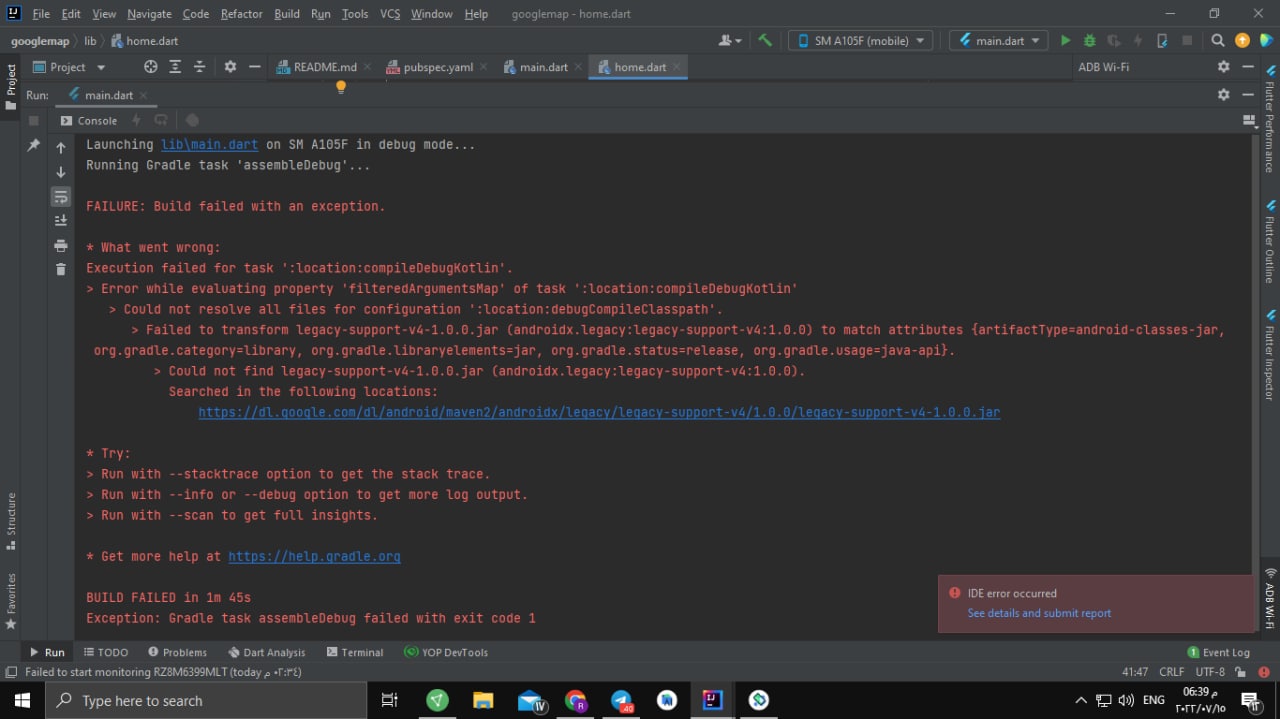 File Edit View Navigate Code Refactor Build Run Tools VCS Window Help googlemap - home.dart
googlemap lib home.dart SM A105F (mobile) main.dart
Project README.md pubspec.yaml main.dart home.dart ADB Wi-Fi
Run: main.dart
Console
Launching lib\main.dart on SM A105F in debug mode...
Running Gradle task 'assembleDebug'...
FAILURE: Build failed with an exception.
* What went wrong:
Execution failed for task ':location:compileDebugKotlin'.
> Error while evaluating property 'filteredArgumentsMap' of task ':location:compileDebugKotlin'
> Could not resolve all files for configuration ':location:debugCompileClasspath'.
> Failed to transform legacy-support-v4-1.0.0.jar (androidx.legacy:legacy-support-v4:1.0.0) to match attributes {artifactType=android-classes-jar,
org.gradle.category=library, org.gradle.libraryelements=jar, org.gradle.status=release, org.gradle.usage=java-api}.
> Could not find legacy-support-v4-1.0.0.jar (androidx.legacy:legacy-support-v4:1.0.0).
Searched in the following locations:
https://dl.google.com/dl/android/maven2/androidx/legacy/legacy-support-v4/1.0.0/legacy-support-v4-1.0.0.jar
* Try:
> Run with --stacktrace option to get the stack trace.
> Run with --info or --debug option to get more log output.
> Run with --scan to get full insights.
* Get more help at https://help.gradle.org
BUILD FAILED in 1m 45s
Exception: Gradle task assembleDebug failed with exit code 1
IDE error occurred
See details and submit report
Project
Structure
Favorites
Flutter Performance
Flutter Outline
Flutter Inspector
ADB Wi-Fi
Run TODO Problems Dart Analysis Terminal YOP DevTools 1 Event Log
Failed to start monitoring RZ8M6399MLT (today م ٠٢:٣٤) 41:47 CRLF UTF-8
Type here to search ENG 06:39 م
٢٠٢٢/٠٧/١٥